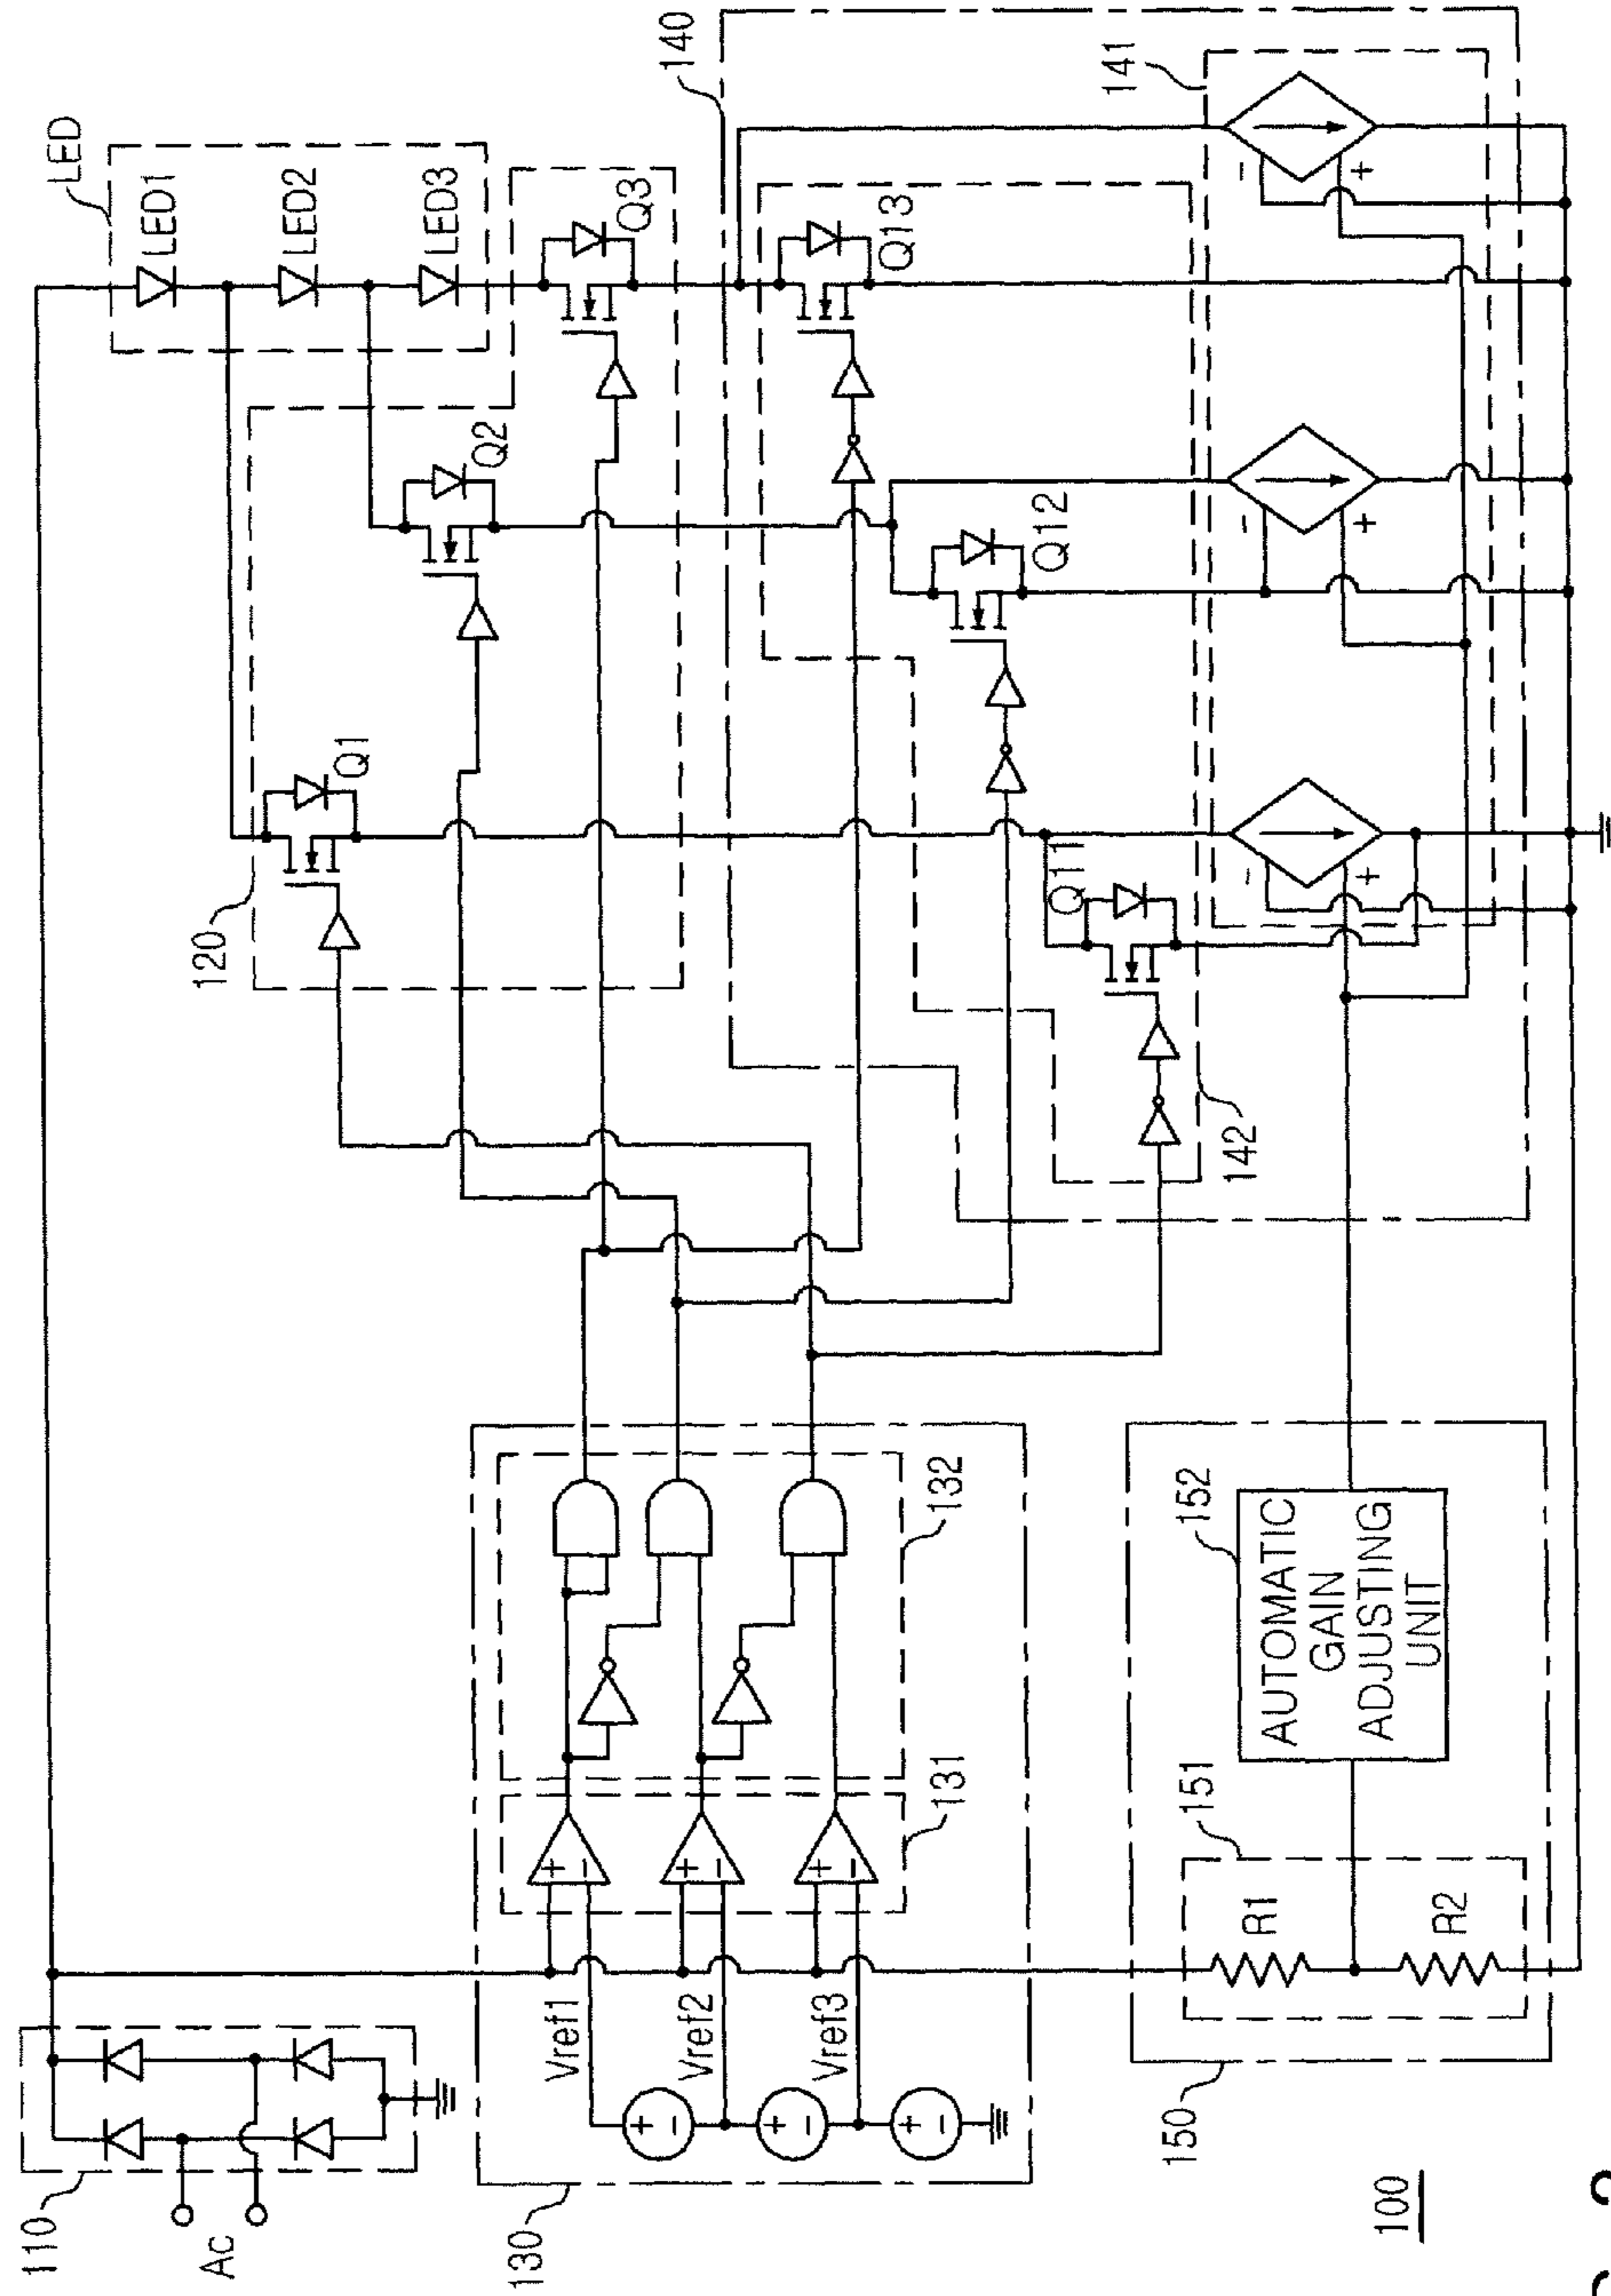 110
Ac
LED
LED1
LED2
LED3
120
Q1
Q2
Q3
140
Q13
Q12
Q11
141
- +
- +
- +
142
130
Vref1
Vref2
Vref3
+ -
+ -
+ -
+ -
+ -
+ -
131
132
150
151
R1
R2
152
AUTOMATIC
GAIN
ADJUSTING
UNIT
100